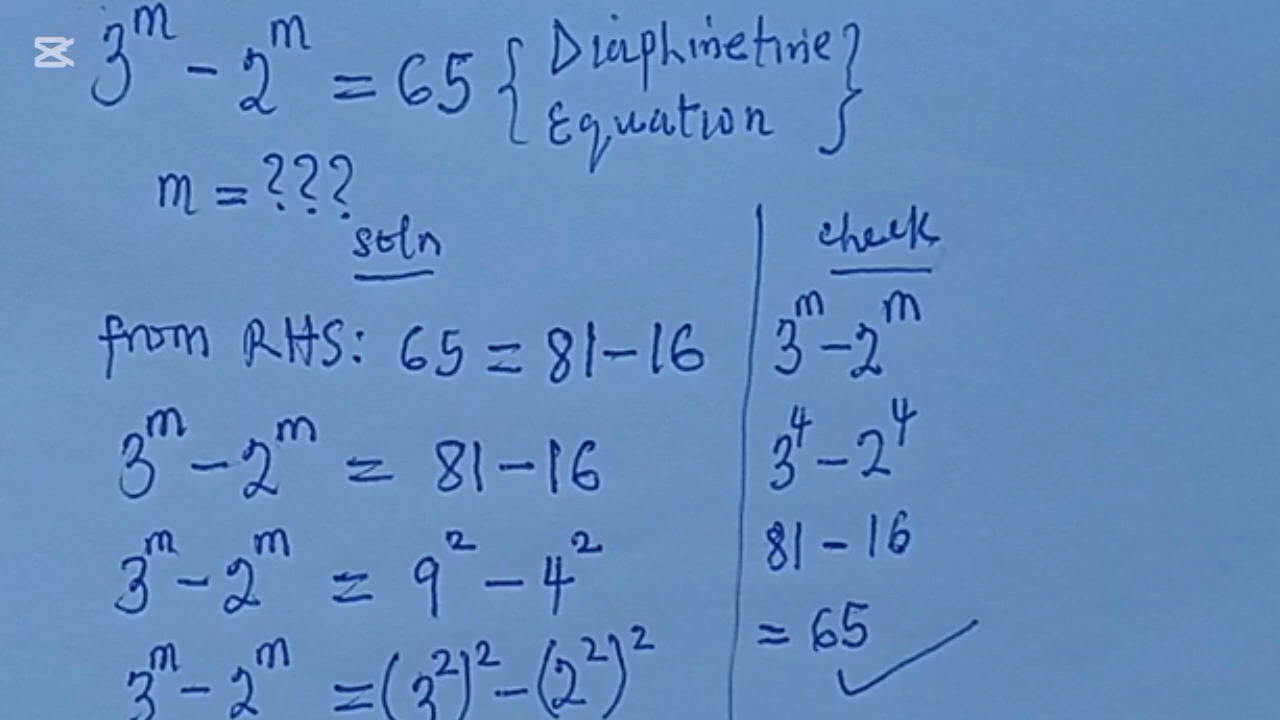 3^m - 2^m = 65 { Diaphinetine Equation }
m = ???
soln
from RHS: 65 = 81 - 16
3^m - 2^m = 81 - 16
3^m - 2^m = 9^2 - 4^2
3^m - 2^m = (3^2)^2 - (2^2)^2
check
3^m - 2^m
3^4 - 2^4
81 - 16
= 65